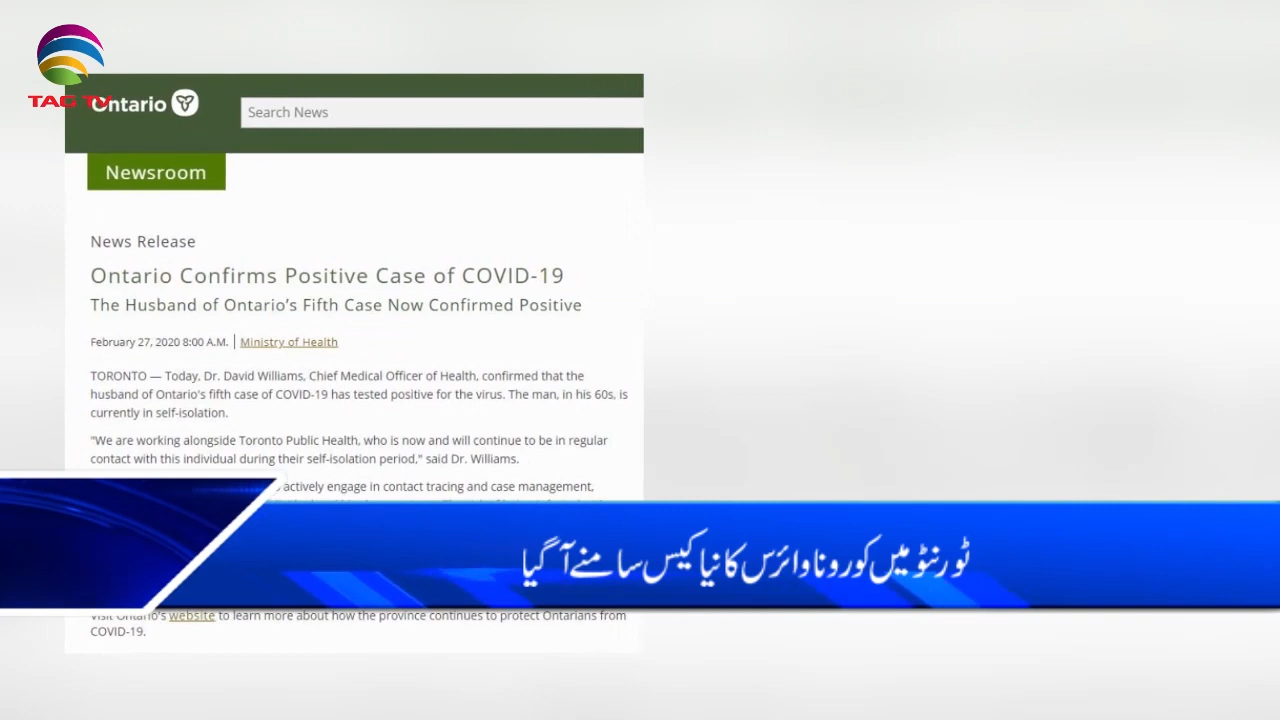 TAG TV
Ontario
Search News
Newsroom
News Release
Ontario Confirms Positive Case of COVID-19
The Husband of Ontario's Fifth Case Now Confirmed Positive
February 27, 2020 8:00 A.M. | Ministry of Health
TORONTO — Today, Dr. David Williams, Chief Medical Officer of Health, confirmed that the
husband of Ontario's fifth case of COVID-19 has tested positive for the virus. The man, in his 60s, is
currently in self-isolation.
"We are working alongside Toronto Public Health, who is now and will continue to be in regular
contact with this individual during their self-isolation period," said Dr. Williams.
actively engage in contact tracing and case management,
ٹورنٹو میں کورونا وائرس کا نیا کیس سامنے آ گیا
Visit Ontario's website to learn more about how the province continues to protect Ontarians from
COVID-19.